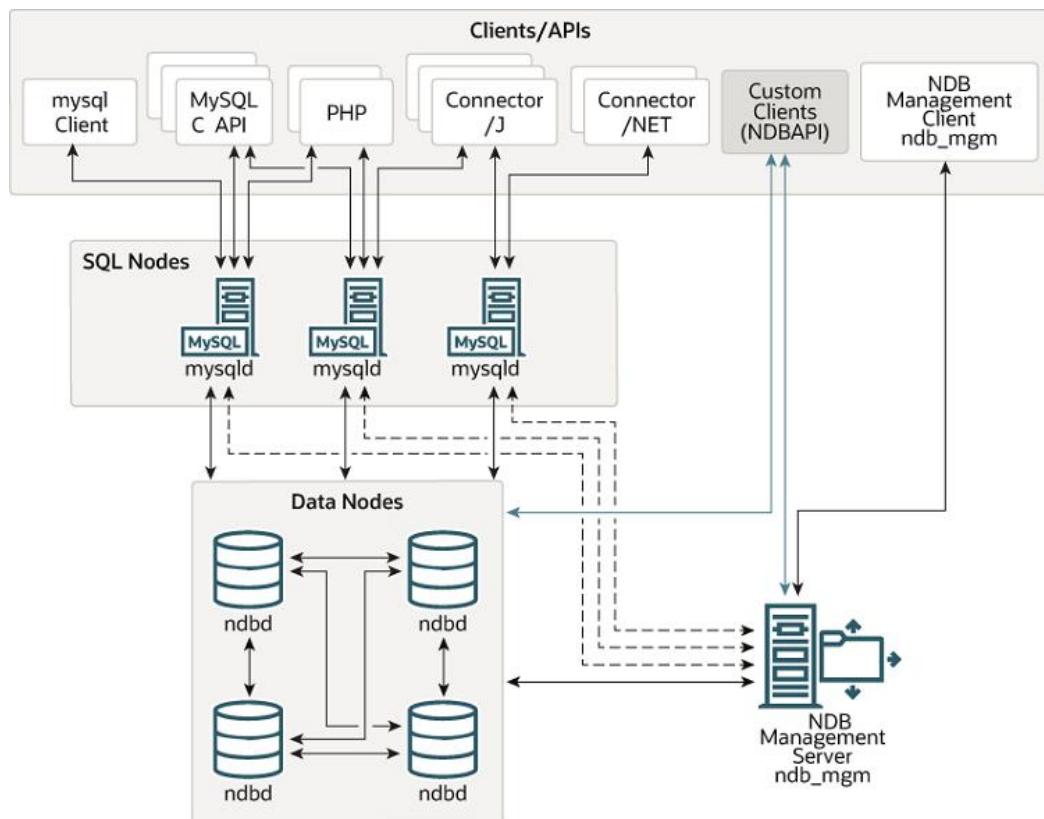 Clients/APIs
mysql
Client
MySQL
C API
PHP
Connector
/J
Connector
/NET
Custom
Clients
(NDBAPI)
NDB
Management
Client
ndb_mgm
SQL Nodes
MySQL
mysqld
MySQL
mysqld
MySQL
mysqld
Data Nodes
ndbd
ndbd
ndbd
ndbd
NDB
Management
Server
ndb_mgm